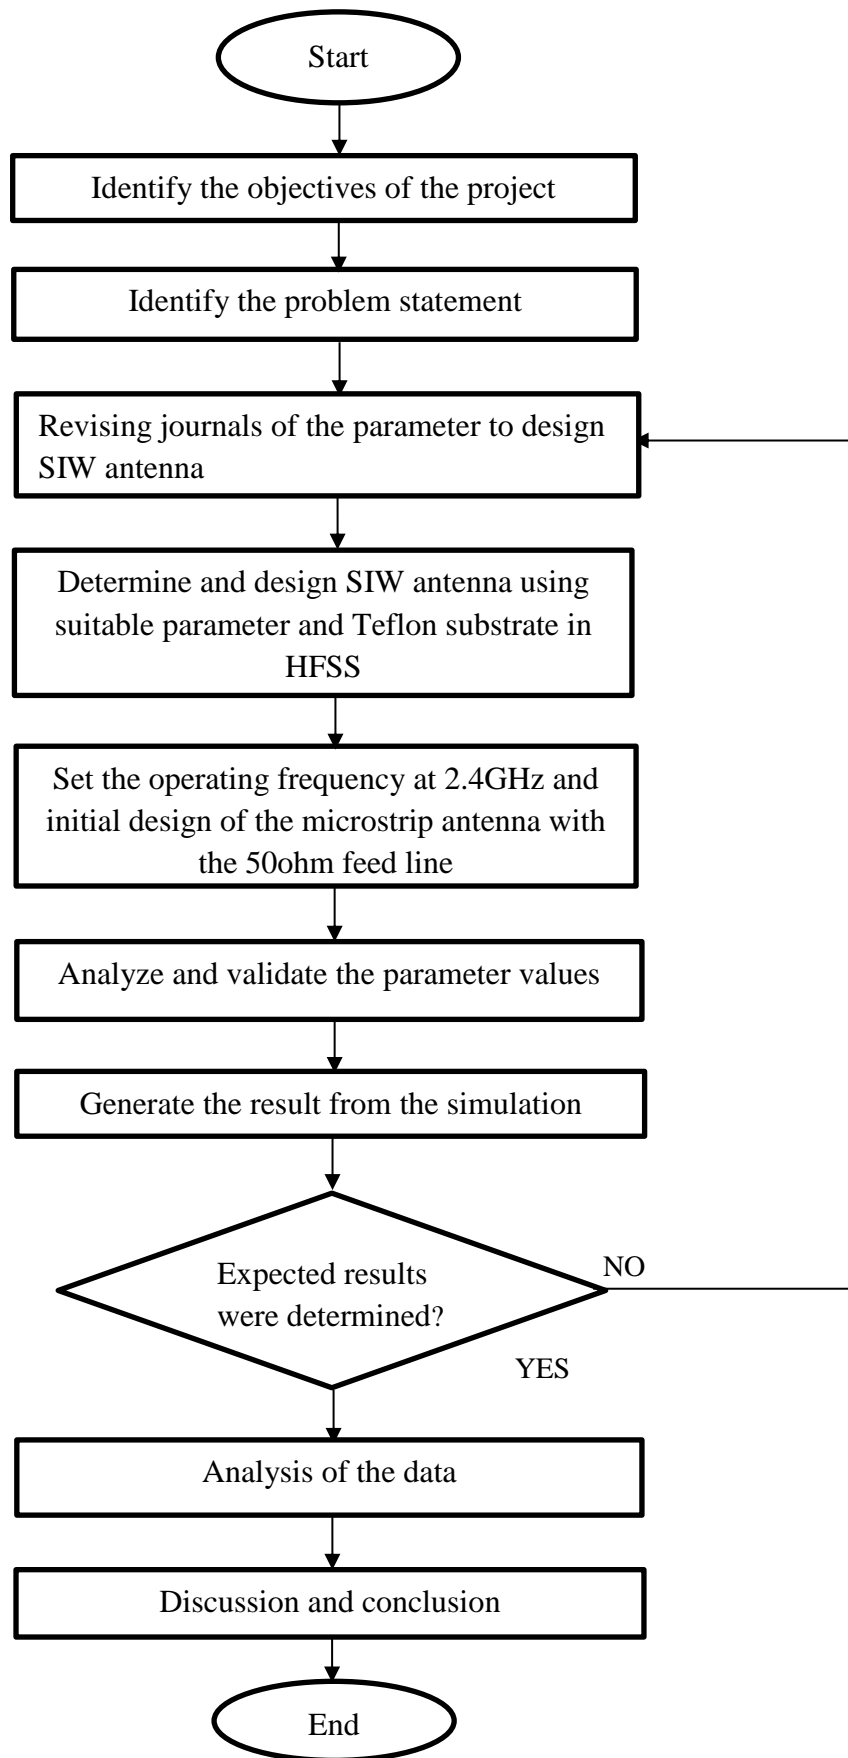 Start
Identify the objectives of the project
Identify the problem statement
Revising journals of the parameter to design
SIW antenna
Determine and design SIW antenna using
suitable parameter and Teflon substrate in
HFSS
Set the operating frequency at 2.4GHz and
initial design of the microstrip antenna with
the 50ohm feed line
Analyze and validate the parameter values
Generate the result from the simulation
Expected results
were determined?
NO
YES
Analysis of the data
Discussion and conclusion
End